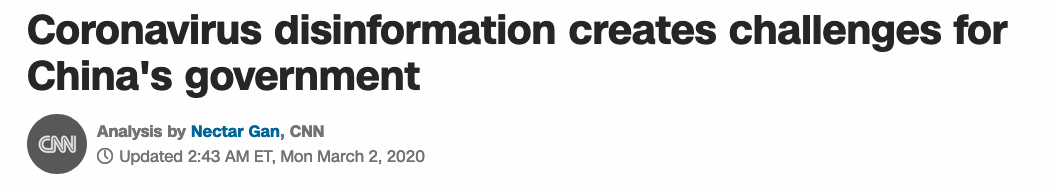 Coronavirus disinformation creates challenges for
China's government
CNN
Analysis by Nectar Gan, CNN
Updated 2:43 AM ET, Mon March 2, 2020